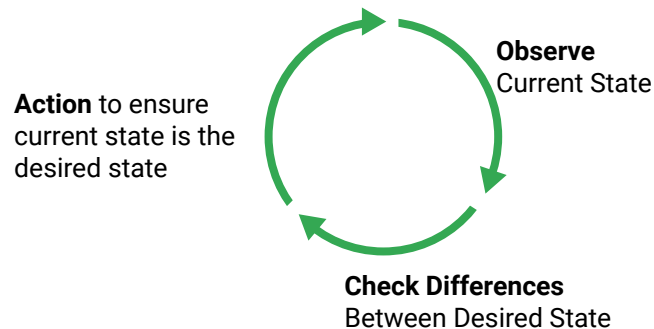 Observe
Current State
Action to ensure
current state is the
desired state
Check Differences
Between Desired State